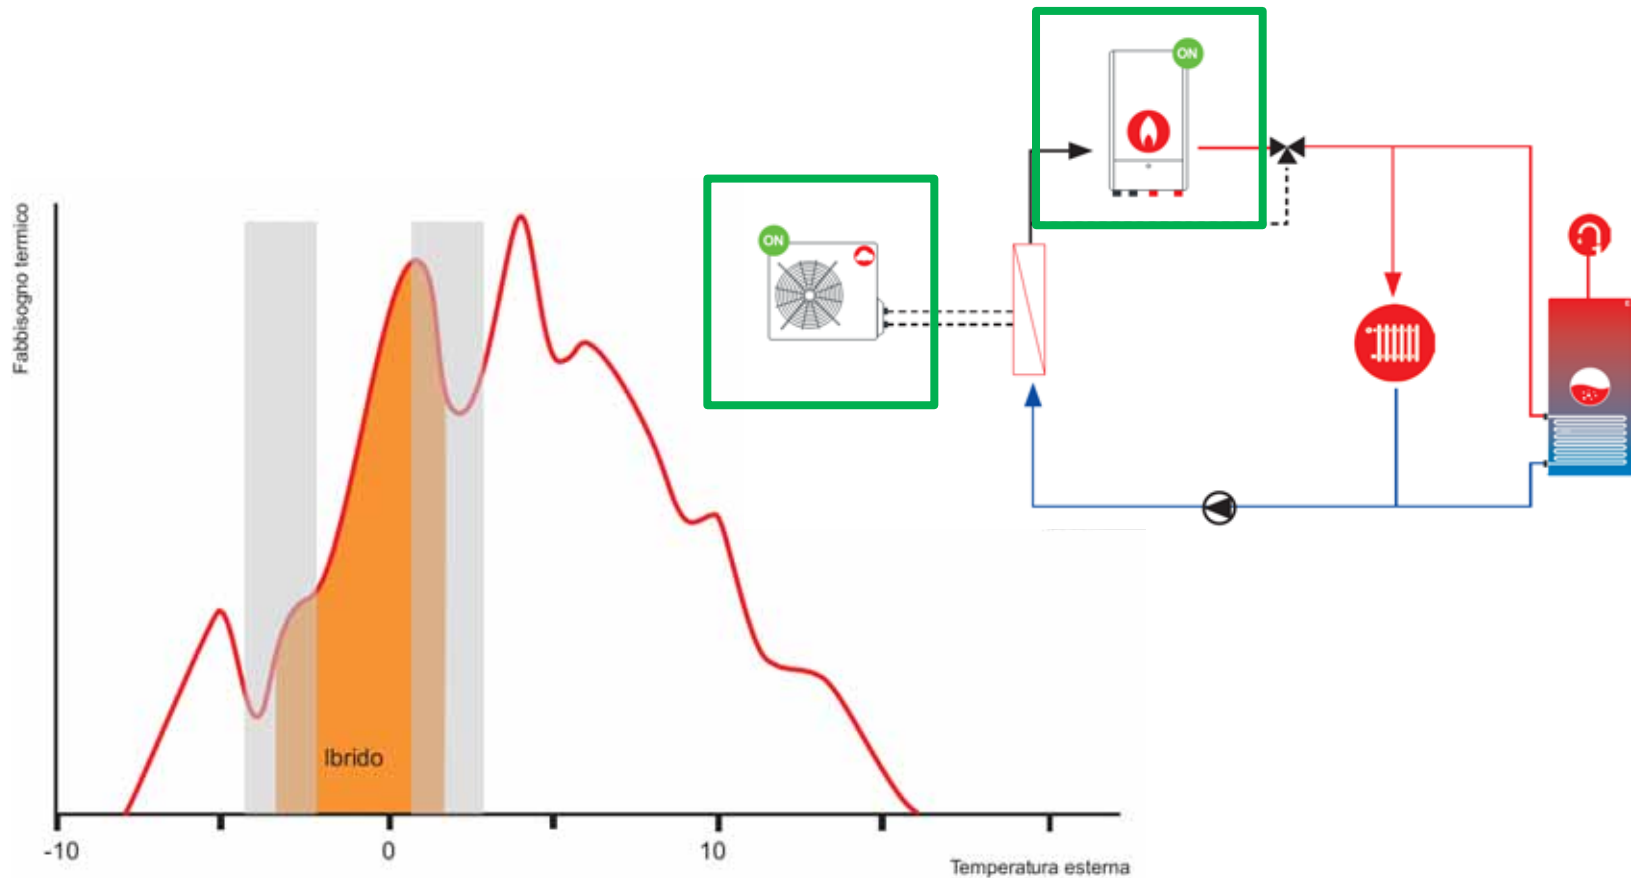 ON
ON
Fabbisogno termico
Ibrido
-10
0
10
Temperatura esterna